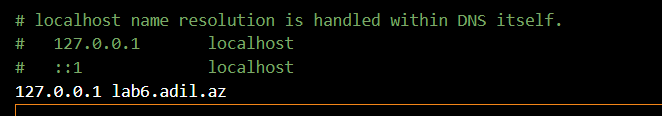 # localhost name resolution is handled within DNS itself.
#   127.0.0.1       localhost
#   ::1             localhost
127.0.0.1 lab6.adil.az